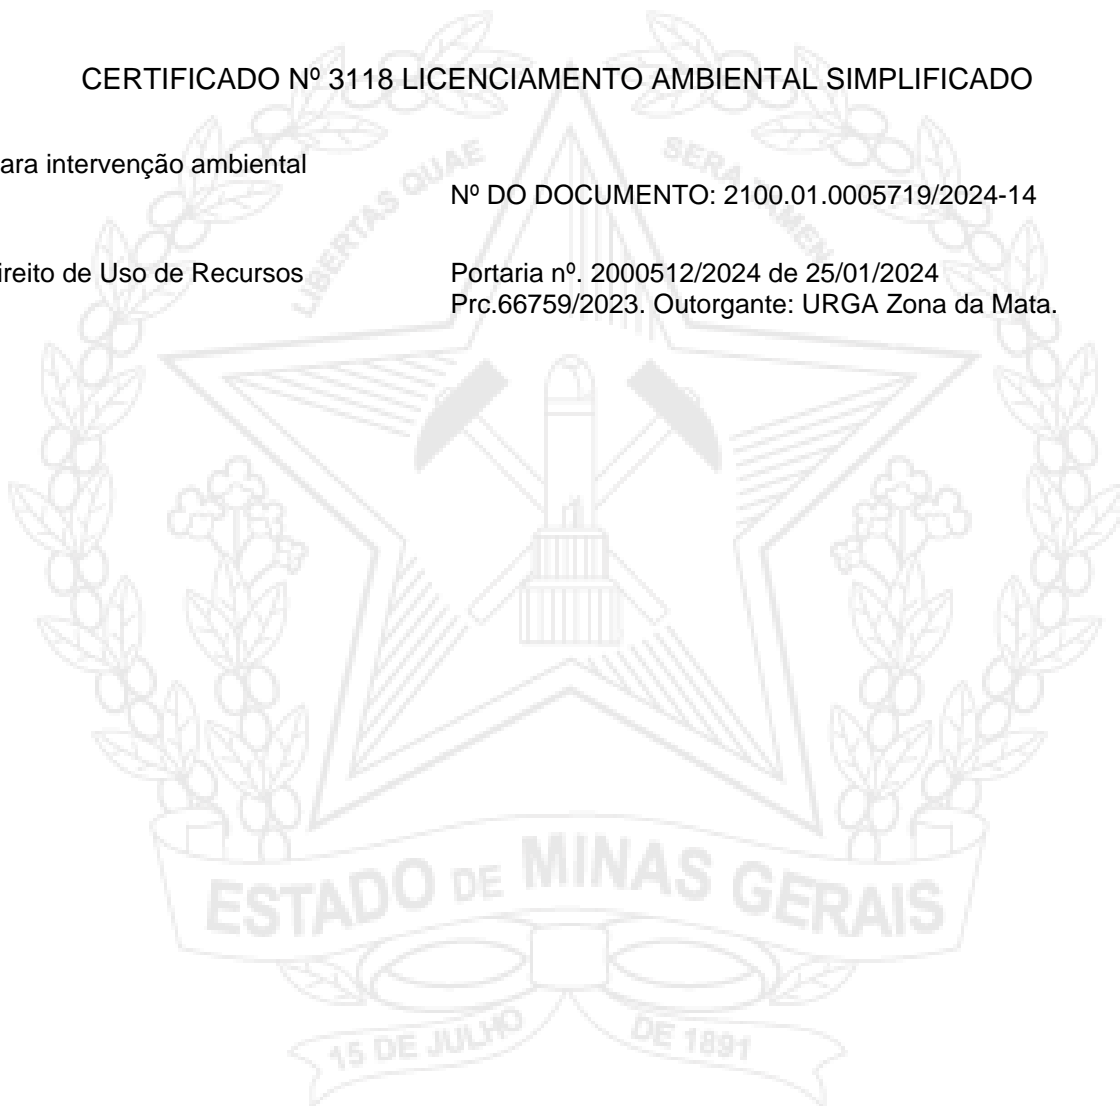 CERTIFICADO Nº 3118 LICENCIAMENTO AMBIENTAL SIMPLIFICADO
ara intervenção ambiental
Nº DO DOCUMENTO: 2100.01.0005719/2024-14
ireito de Uso de Recursos
Portaria nº. 2000512/2024 de 25/01/2024
Prc.66759/2023. Outorgante: URGA Zona da Mata.
LIBERTAS QUAE SERA TAMEN
ESTADO DE MINAS GERAIS
15 DE JULHO DE 1891